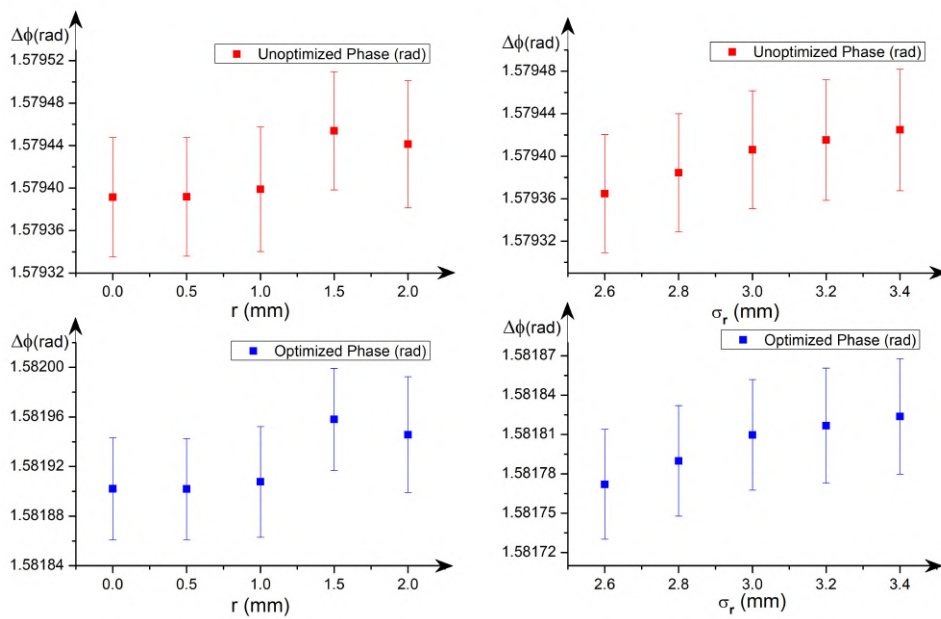 Δϕ(rad)
Unoptimized Phase (rad)
1.57952
1.57948
1.57944
1.57940
1.57936
1.57932
0.0 0.5 1.0 1.5 2.0
r (mm)
Δϕ(rad)
Unoptimized Phase (rad)
1.57948
1.57944
1.57940
1.57936
1.57932
2.6 2.8 3.0 3.2 3.4
σr (mm)
Δϕ(rad)
Optimized Phase (rad)
1.58200
1.58196
1.58192
1.58188
1.58184
0.0 0.5 1.0 1.5 2.0
r (mm)
Δϕ(rad)
Optimized Phase (rad)
1.58187
1.58184
1.58181
1.58178
1.58175
1.58172
2.6 2.8 3.0 3.2 3.4
σr (mm)